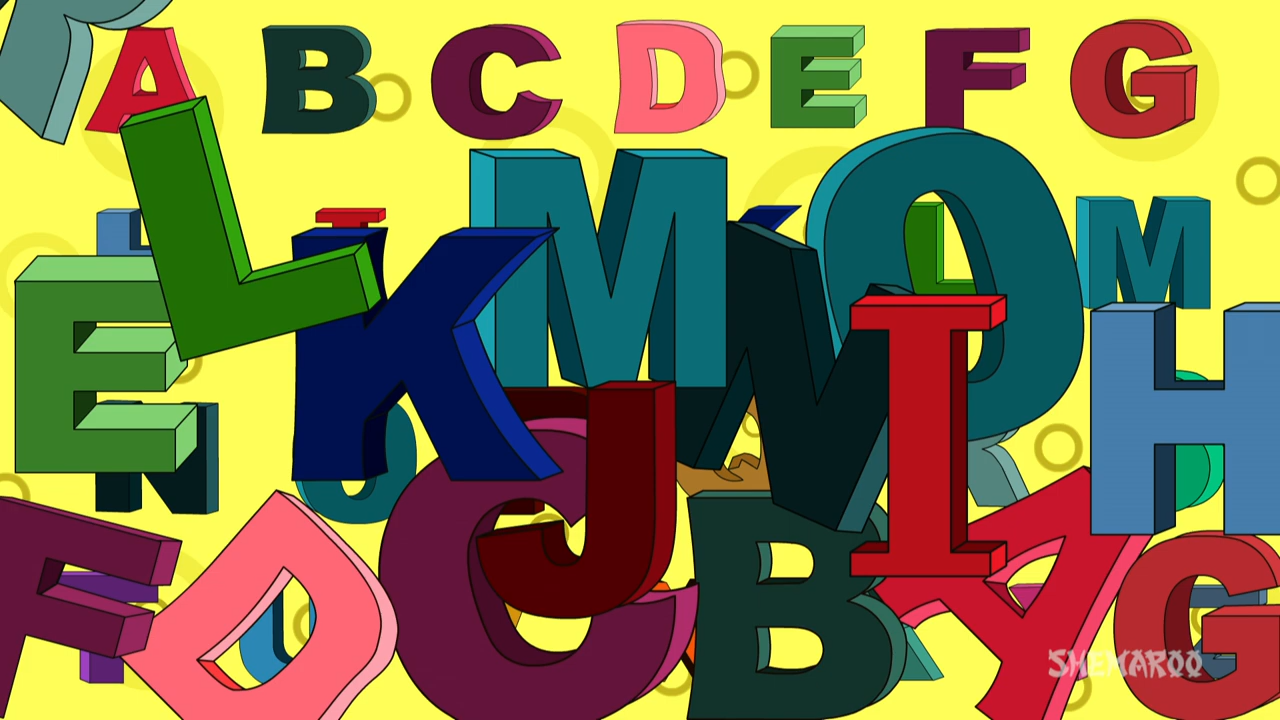 A B C D E F G
L M
E L K M N O I H
N O
F D C J B A G
SHEMAROO